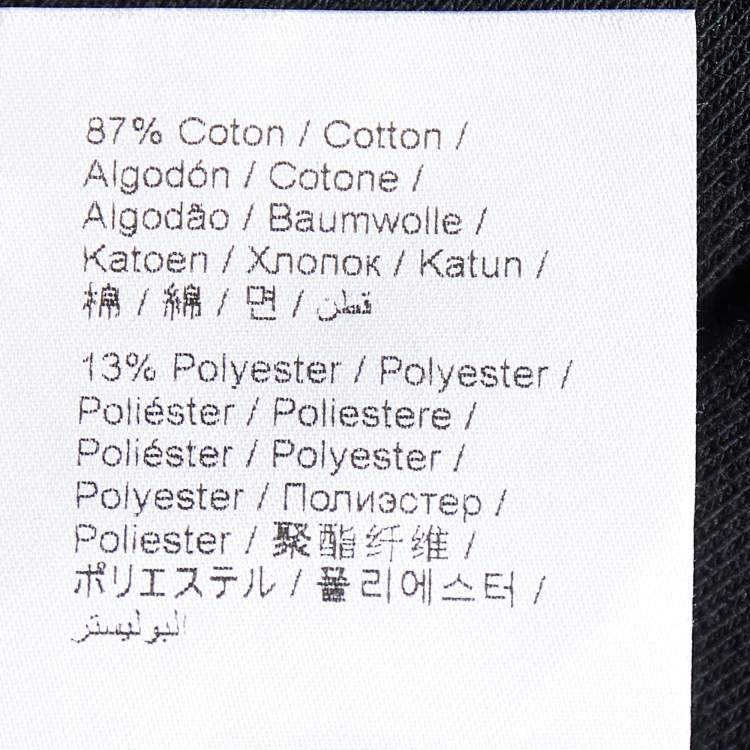 87% Coton / Cotton /
Algodón / Cotone /
Algodão / Baumwolle /
Katoen / Хлопок / Katun /
棉 / 綿 / 면 / قطن
13% Polyester / Polyester /
Poliéster / Poliestere /
Poliéster / Polyester /
Polyester / Полиэстер /
Poliester / 聚酯纤维 /
ポリエステル / 폴리에스터 /
البوليستر